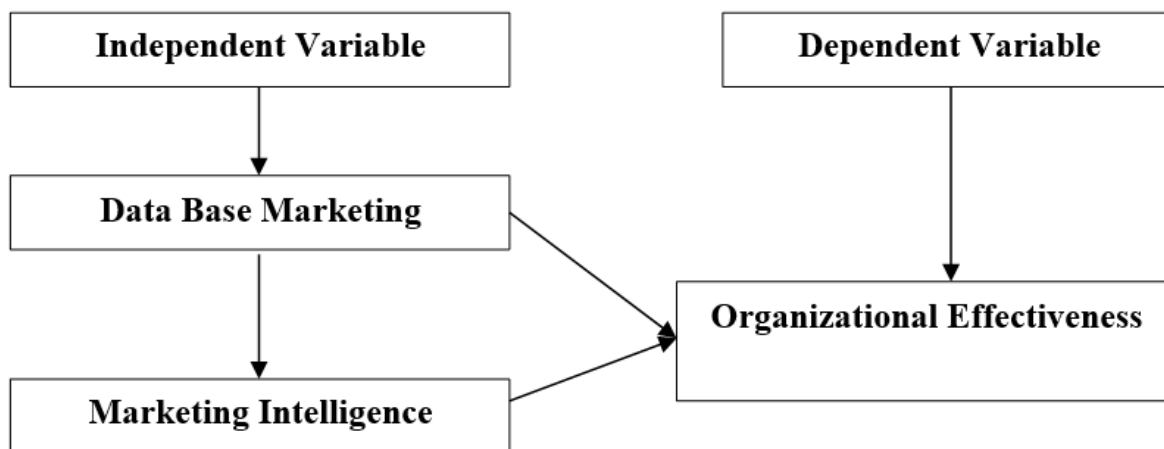 Independent Variable
Dependent Variable
Data Base Marketing
Organizational Effectiveness
Marketing Intelligence